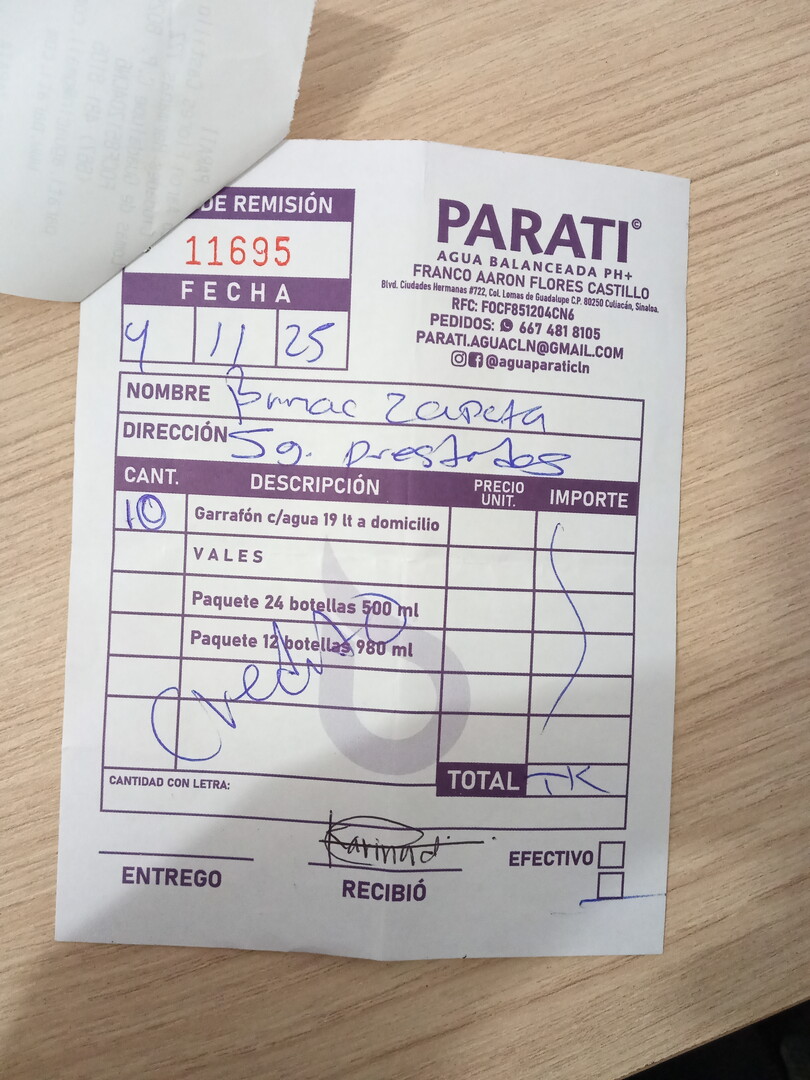 DE REMISIÓN
11695
FECHA
4 11 25
PARATI©
AGUA BALANCEADA PH+
FRANCO AARON FLORES CASTILLO
Blvd. Ciudades Hermanas #722, Col. Lomas de Guadalupe C.P. 80250 Culiacán, Sinaloa.
RFC: FOCF851204CN6
PEDIDOS: 667 481 8105
PARATI.AGUACLN@GMAIL.COM
@aguaparaticln
NOMBRE Zapata
DIRECCIÓN
CANT. DESCRIPCIÓN PRECIO UNIT. IMPORTE
10 Garrafón c/agua 19 lt a domicilio
VALES
Paquete 24 botellas 500 ml
Paquete 12 botellas 980 ml
Credito
TOTAL TK
CANTIDAD CON LETRA:
Karina d.
ENTREGO
RECIBIÓ
EFECTIVO